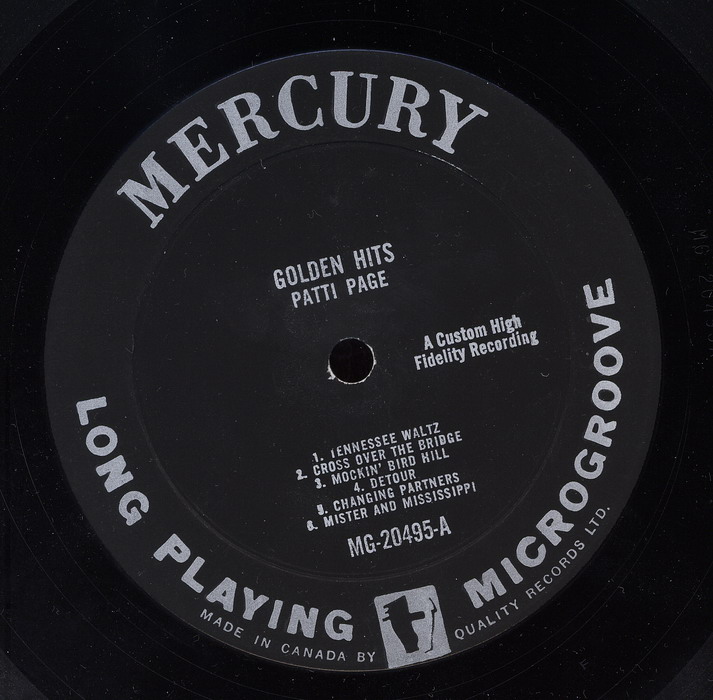 MERCURY
GOLDEN HITS
PATTI PAGE
A Custom High
Fidelity Recording
1. TENNESSEE WALTZ
2. CROSS OVER THE BRIDGE
3. MOCKIN' BIRD HILL
4. DETOUR
5. CHANGING PARTNERS
6. MISTER AND MISSISSIPPI
MG-20495-A
LONG PLAYING MICROGROOVE
MADE IN CANADA BY QUALITY RECORDS LTD.